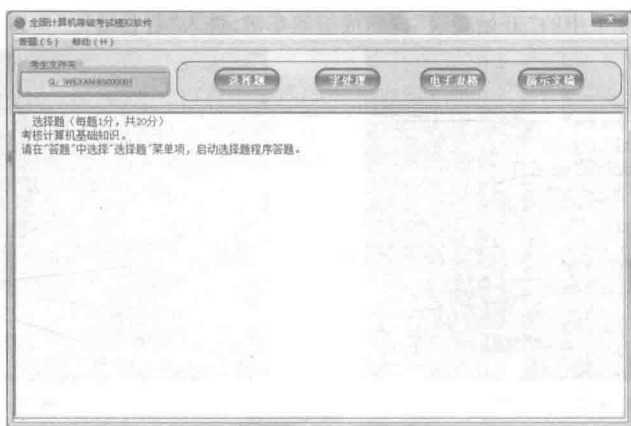 全国计算机等级考试模拟软件
答题(S) 帮助(H)
考生文件夹
选择题
字处理
电子表格
演示文稿
选择题（每题1分，共20分）
考核计算机基础知识。
请在"答题"中选择"选择题"菜单项，启动选择题程序答题。